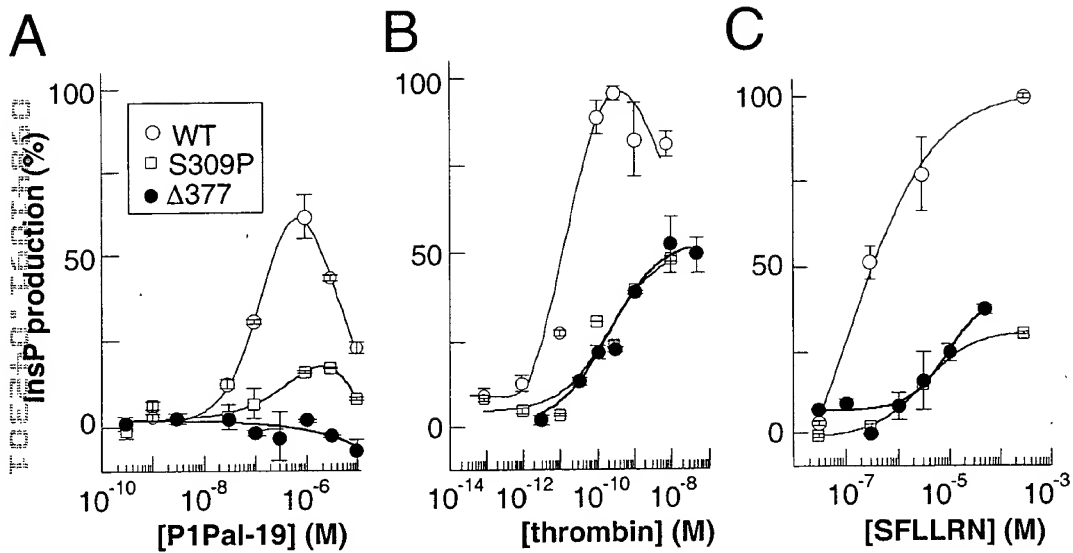 A
B
C
100
50
0
WT
S309P
Δ377
InsP production (%)
10-10
10-8
10-6
[P1Pal-19] (M)
100
50
0
10-14
10-12
10-10
10-8
[thrombin] (M)
100
50
0
10-7
10-5
10-3
[SFLLRN] (M)